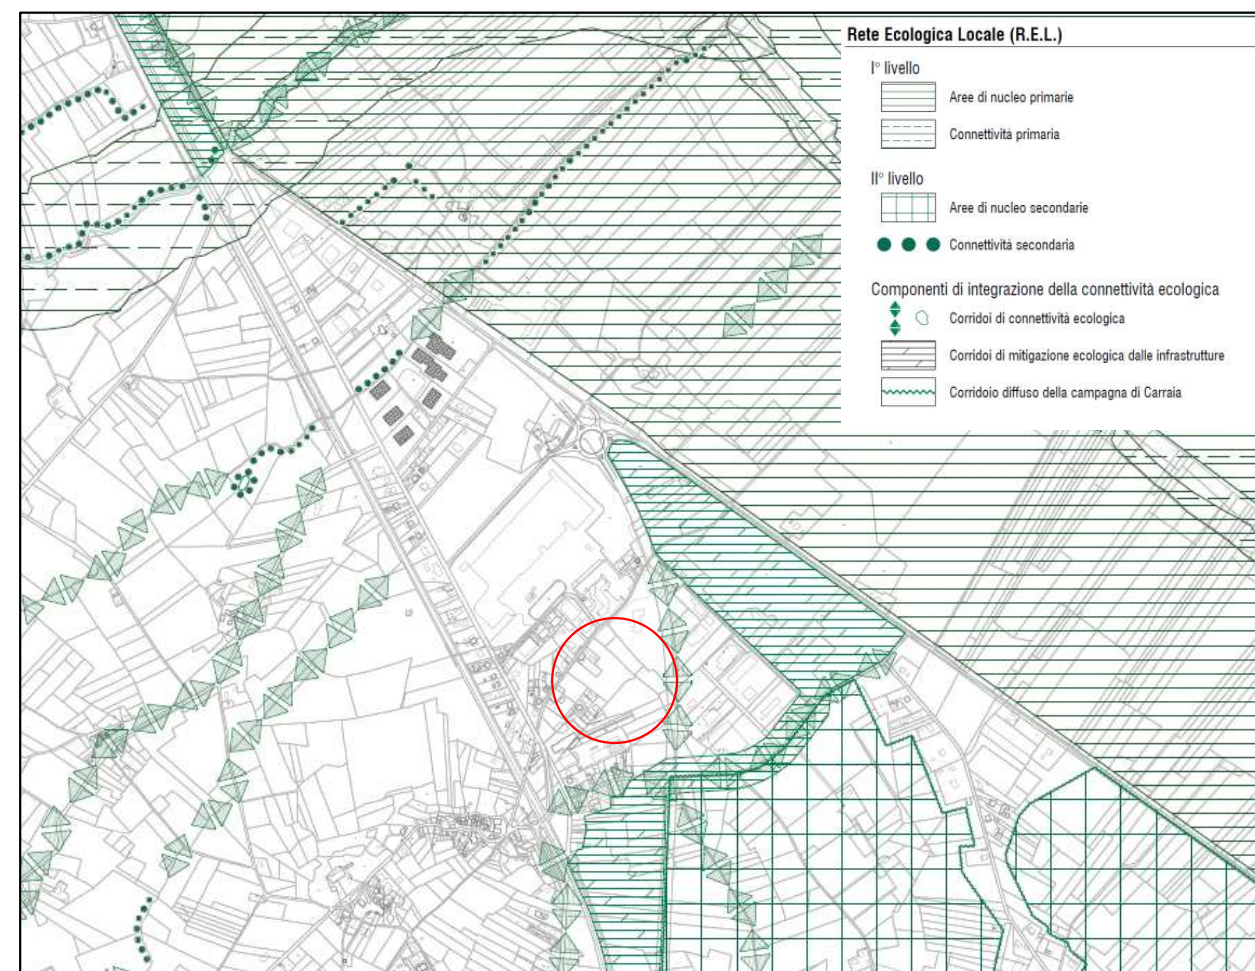 Rete Ecologica Locale (R.E.L.)
I° livello
Aree di nucleo primarie
Connettività primaria
II° livello
Aree di nucleo secondarie
Connettività secondaria
Componenti di integrazione della connettività ecologica
Corridoi di connettività ecologica
Corridoi di mitigazione ecologica dalle infrastrutture
Corridoio diffuso della campagna di Carraia